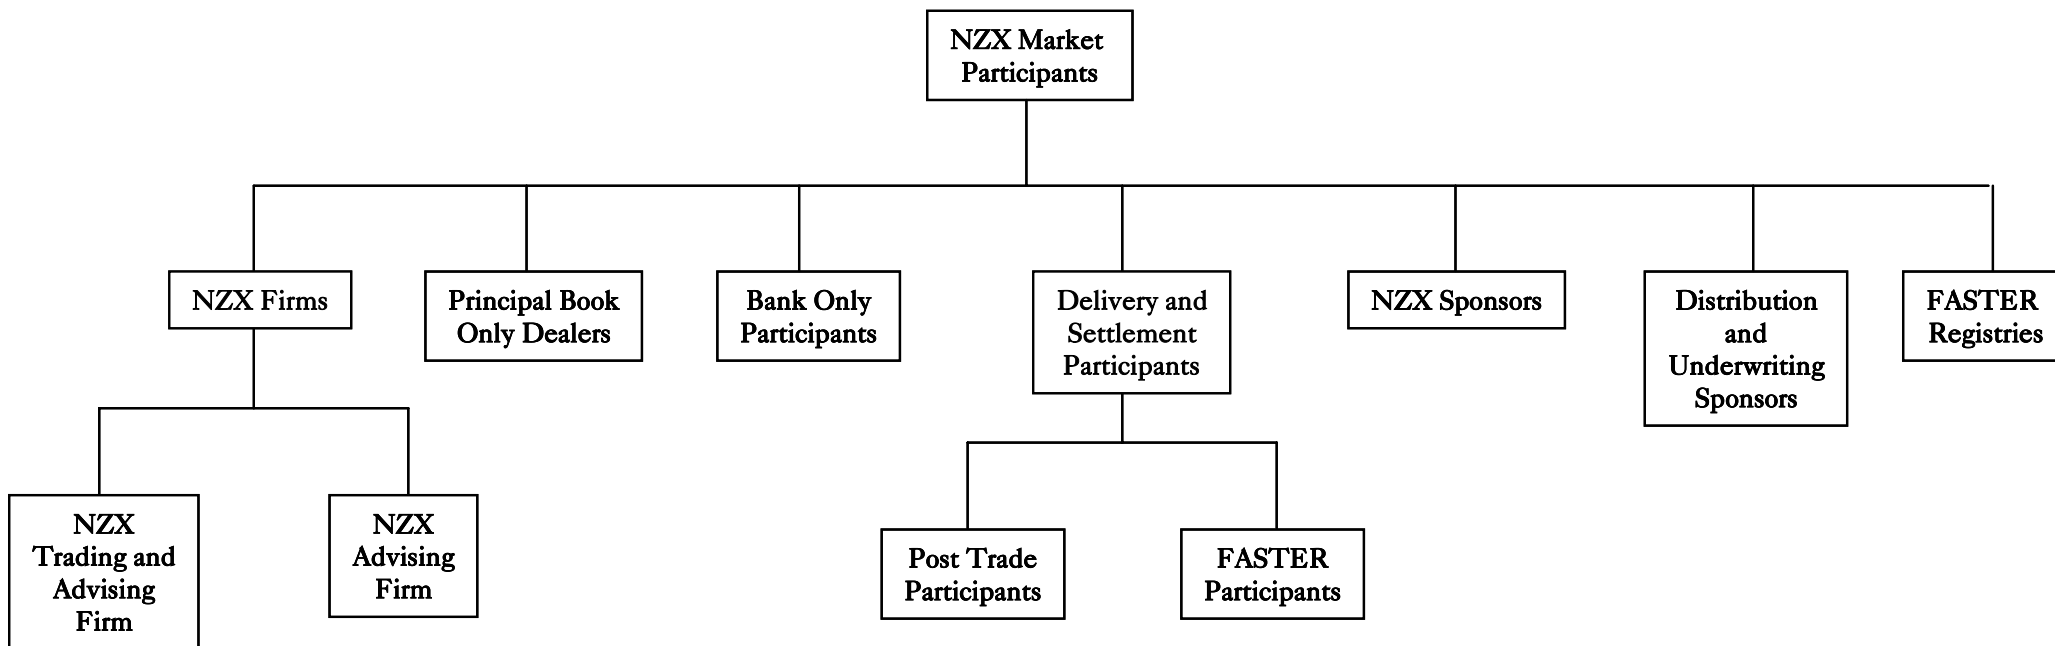 NZX Market
Participants
NZX Firms
Principal Book
Only Dealers
Bank Only
Participants
Delivery and
Settlement
Participants
NZX Sponsors
Distribution
and
Underwriting
Sponsors
FASTER
Registries
NZX
Trading and
Advising
Firm
NZX
Advising
Firm
Post Trade
Participants
FASTER
Participants